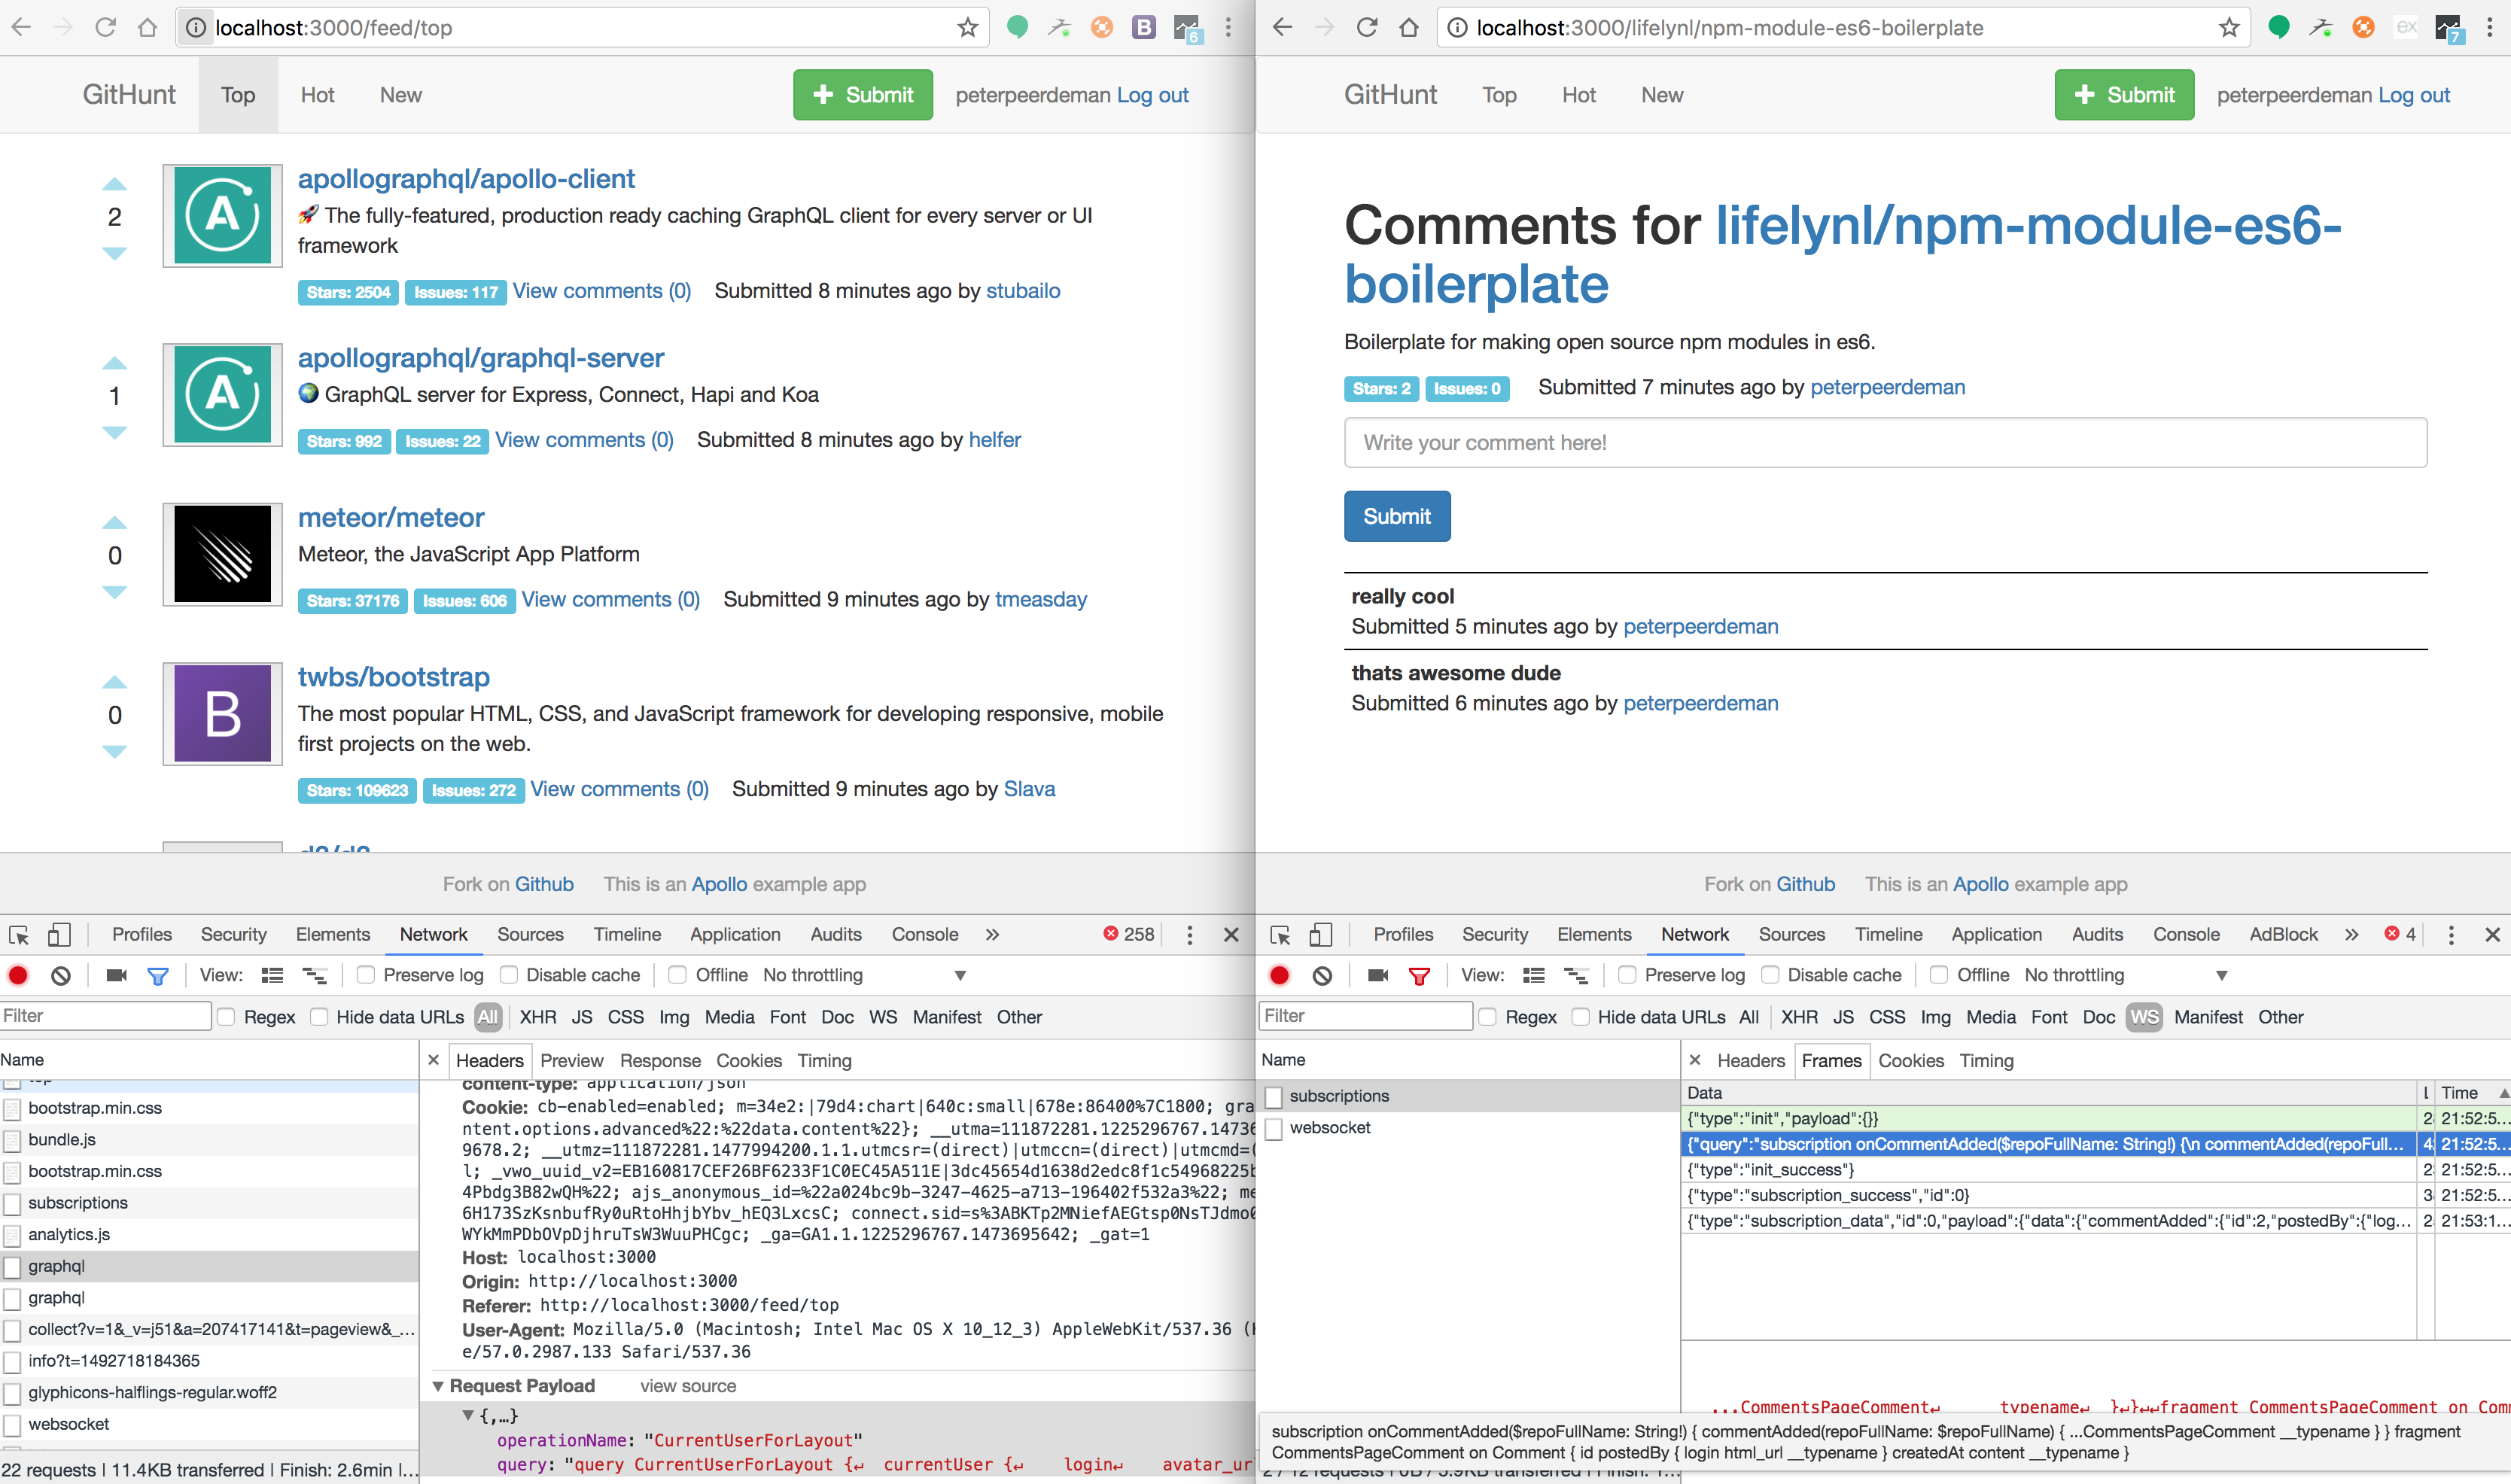 localhost:3000/feed/top
6
GitHunt Top Hot New Submit peterpeerdeman Log out
2
apollographql/apollo-client
🚀 The fully-featured, production ready caching GraphQL client for every server or UI
framework
Stars: 2504 Issues: 117 View comments (0) Submitted 8 minutes ago by stubailo
1
apollographql/graphql-server
🌍 GraphQL server for Express, Connect, Hapi and Koa
Stars: 992 Issues: 22 View comments (0) Submitted 8 minutes ago by helfer
0
meteor/meteor
Meteor, the JavaScript App Platform
Stars: 37176 Issues: 606 View comments (0) Submitted 9 minutes ago by tmeasday
B
0
twbs/bootstrap
The most popular HTML, CSS, and JavaScript framework for developing responsive, mobile
first projects on the web.
Stars: 109623 Issues: 272 View comments (0) Submitted 9 minutes ago by Slava
d3/d3
Fork on Github This is an Apollo example app
Profiles Security Elements Network Sources Timeline Application Audits Console » 258
View: Preserve log Disable cache Offline No throttling
Filter Regex Hide data URLs All XHR JS CSS Img Media Font Doc WS Manifest Other
Name
top
bootstrap.min.css
bundle.js
bootstrap.min.css
subscriptions
analytics.js
graphql
graphql
collect?v=1&_v=j51&a=207417141&t=pageview&_...
info?t=1492718184365
glyphicons-halflings-regular.woff2
websocket
22 requests | 11.4KB transferred | Finish: 2.6min |...
× Headers Preview Response Cookies Timing
content-type: application/json
Cookie: cb-enabled=enabled; m=34e2:|79d4:chart|640c:small|678e:86400%7C1800; gra
ntent.options.advanced%22:%22data.content%22}; __utma=111872281.1225296767.14736
9678.2; __utmz=111872281.1477994200.1.1.utmcsr=(direct)|utmccn=(direct)|utmcmd=(
l; _vwo_uuid_v2=EB160817CEF26BF6233F1C0EC45A511E|3dc45654d1638d2edc8f1c54968225b
4Pbdg3B82wQH%22; ajs_anonymous_id=%22a024bc9b-3247-4625-a713-196402f532a3%22; me
6H173SzKsnbufRy0uRtoHhjbYbv_hEQ3LxcsC; connect.sid=s%3ABKTp2MNiefAEGtsp0NsTJdmo0
WYkMmPDbOVpDjhruTsW3WuuPHCgc; _ga=GA1.1.1225296767.1473695642; _gat=1
Host: localhost:3000
Origin: http://localhost:3000
Referer: http://localhost:3000/feed/top
User-Agent: Mozilla/5.0 (Macintosh; Intel Mac OS X 10_12_3) AppleWebKit/537.36 (
e/57.0.2987.133 Safari/537.36
Request Payload view source
{,…}
operationName: "CurrentUserForLayout"
query: "query CurrentUserForLayout {↵ currentUser {↵ login↵ avatar_ur
localhost:3000/lifelynl/npm-module-es6-boilerplate
7
GitHunt Top Hot New Submit peterpeerdeman Log out
Comments for lifelynl/npm-module-es6-
boilerplate
Boilerplate for making open source npm modules in es6.
Stars: 2 Issues: 0 Submitted 7 minutes ago by peterpeerdeman
Write your comment here!
Submit
really cool
Submitted 5 minutes ago by peterpeerdeman
thats awesome dude
Submitted 6 minutes ago by peterpeerdeman
Fork on Github This is an Apollo example app
Profiles Security Elements Network Sources Timeline Application Audits Console AdBlock » 4
View: Preserve log Disable cache Offline No throttling
Filter Regex Hide data URLs All XHR JS CSS Img Media Font Doc WS Manifest Other
Name
subscriptions
websocket
× Headers Frames Cookies Timing
Data L Time
{"type":"init","payload":{}} 2 21:52:5...
{"query":"subscription onCommentAdded($repoFullName: String!) {\n commentAdded(repoFull... 4 21:52:5...
{"type":"init_success"} 2 21:52:5...
{"type":"subscription_success","id":0} 3 21:52:5...
{"type":"subscription_data","id":0,"payload":{"data":{"commentAdded":{"id":2,"postedBy":{"log... 2 21:53:1...
...CommentsPageComment↵ typename↵ }↵}↵↵fragment CommentsPageComment on Com
subscription onCommentAdded($repoFullName: String!) { commentAdded(repoFullName: $repoFullName) { ...CommentsPageComment __typename } } fragment
CommentsPageComment on Comment { id postedBy { login html_url __typename } createdAt content __typename }